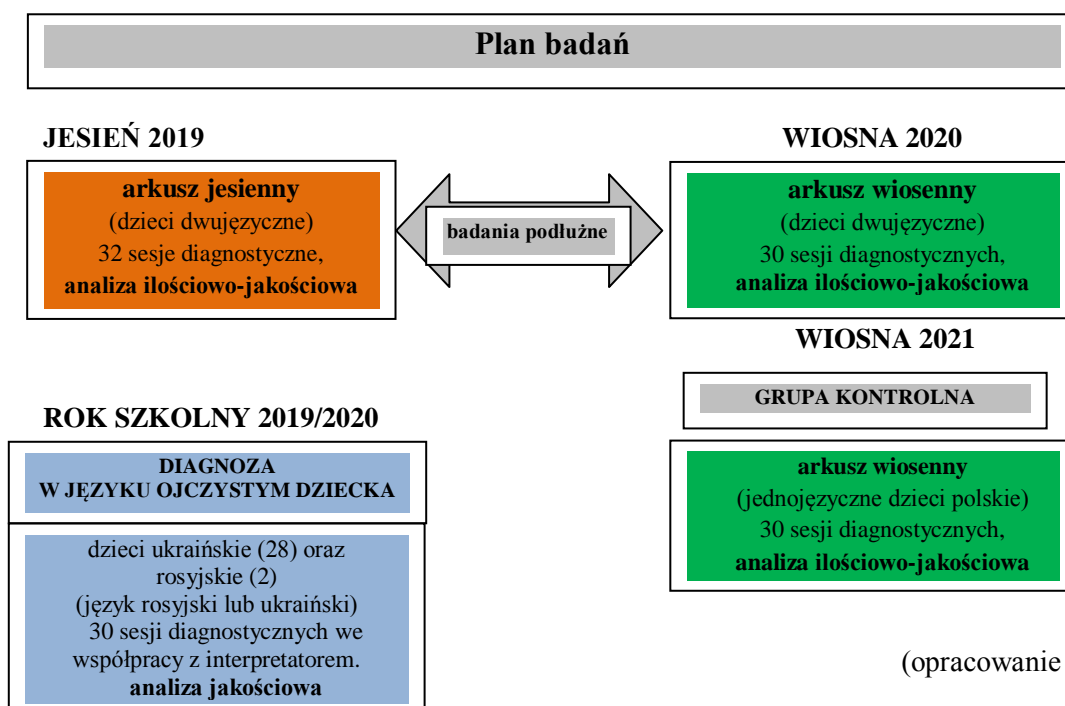 Plan badań
JESIEŃ 2019
arkusz jesienny
(dzieci dwujęzyczne)
32 sesje diagnostyczne,
analiza ilościowo-jakościowa
badania podłużne
WIOSNA 2020
arkusz wiosenny
(dzieci dwujęzyczne)
30 sesji diagnostycznych,
analiza ilościowo-jakościowa
WIOSNA 2021
GRUPA KONTROLNA
arkusz wiosenny
(jednojęzyczne dzieci polskie)
30 sesji diagnostycznych,
analiza ilościowo-jakościowa
ROK SZKOLNY 2019/2020
DIAGNOZA
W JĘZYKU OJCZYSTYM DZIECKA
dzieci ukraińskie (28) oraz
rosyjskie (2)
(język rosyjski lub ukraiński)
30 sesji diagnostycznych we
współpracy z interpretatorem.
analiza jakościowa
(opracowanie